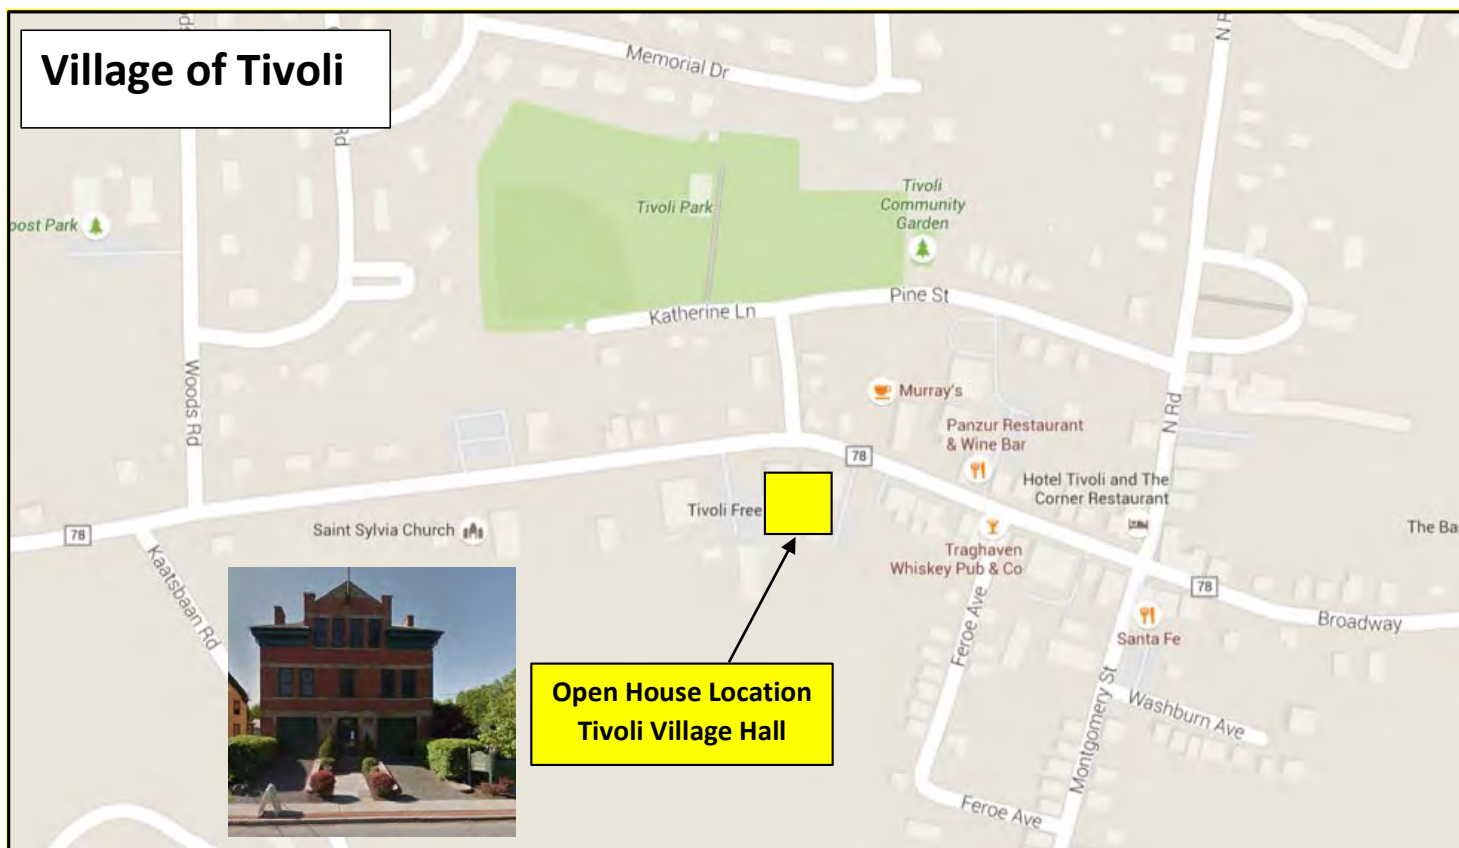 Village of Tivoli
Memorial Dr
N R
Rd
Tivoli
Community
Garden
Tivoli Park
post Park
Pine St
Katherine Ln
Woods Rd
N Rd
Murray's
Panzur Restaurant
& Wine Bar
78
Hotel Tivoli and The
Corner Restaurant
Tivoli Free
Saint Sylvia Church
78
The Ba
Traghaven
Whiskey Pub & Co
78
Kaatsbaan Rd
Feroe Ave
Broadway
Santa Fe
Open House Location
Tivoli Village Hall
Montgomery St
Washburn Ave
Feroe Ave